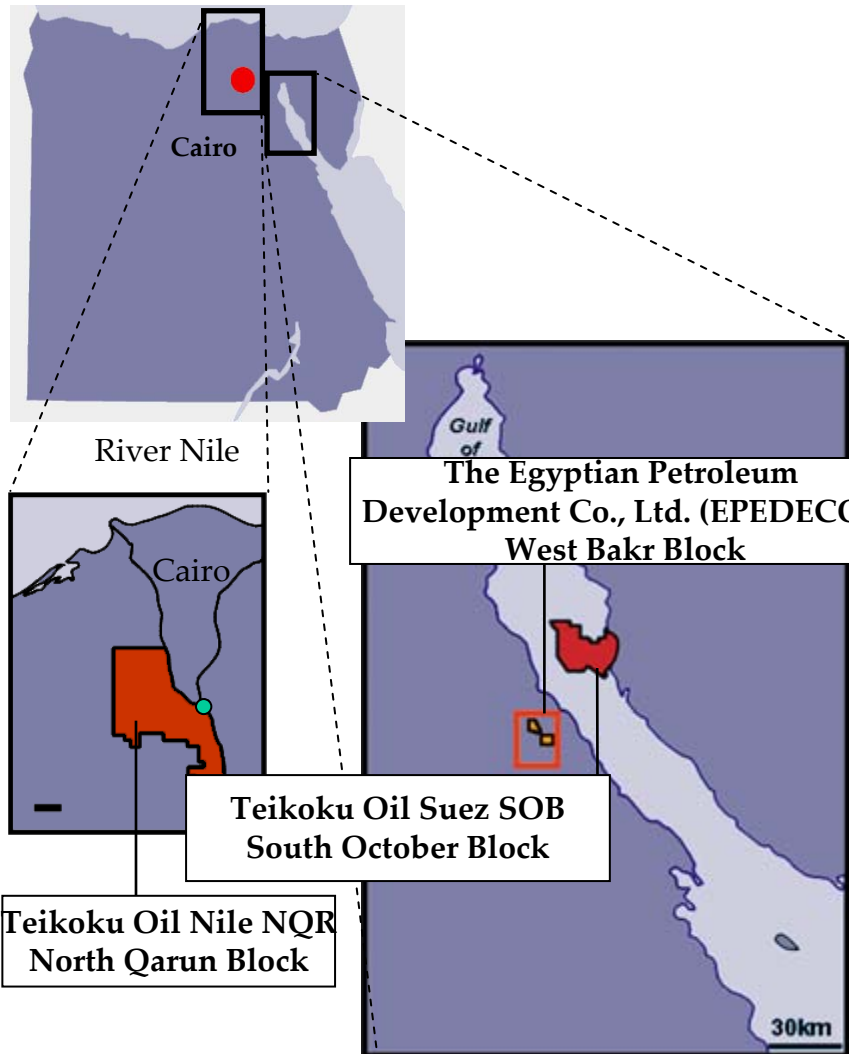 Cairo
River Nile
Gulf
of
The Egyptian Petroleum
Development Co., Ltd. (EPEDECO
West Bakr Block
Cairo
Teikoku Oil Suez SOB
South October Block
Teikoku Oil Nile NQR
North Qarun Block
30km